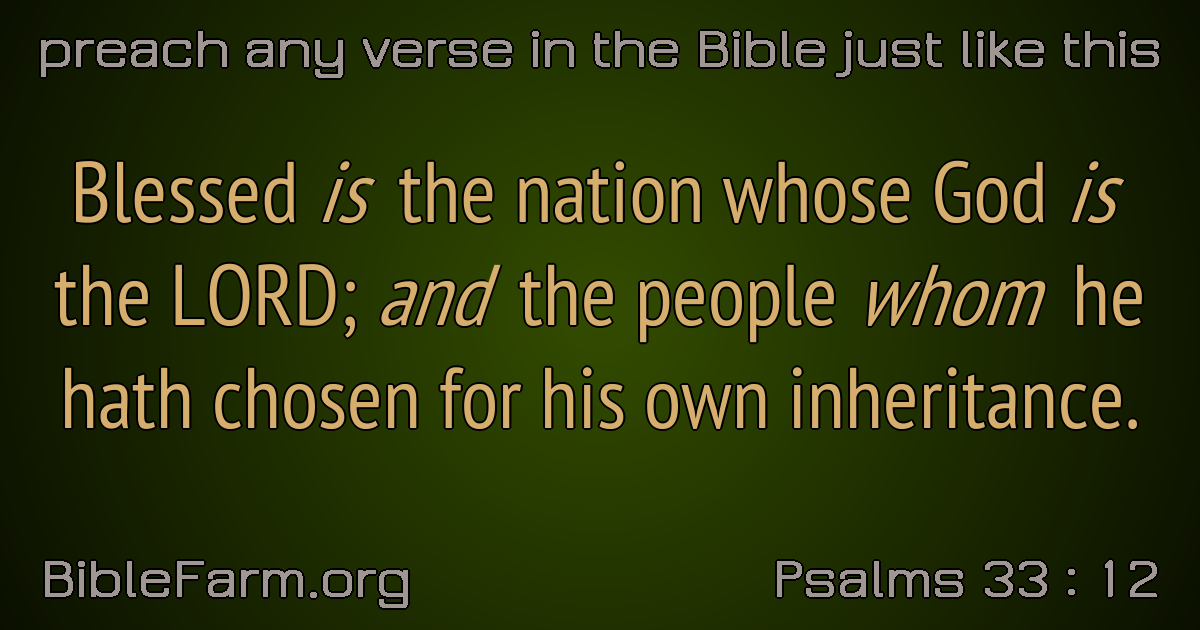 preach any verse in the Bible just like this
Blessed is the nation whose God is
the LORD; and the people whom he
hath chosen for his own inheritance.
BibleFarm.org
Psalms 33 : 12